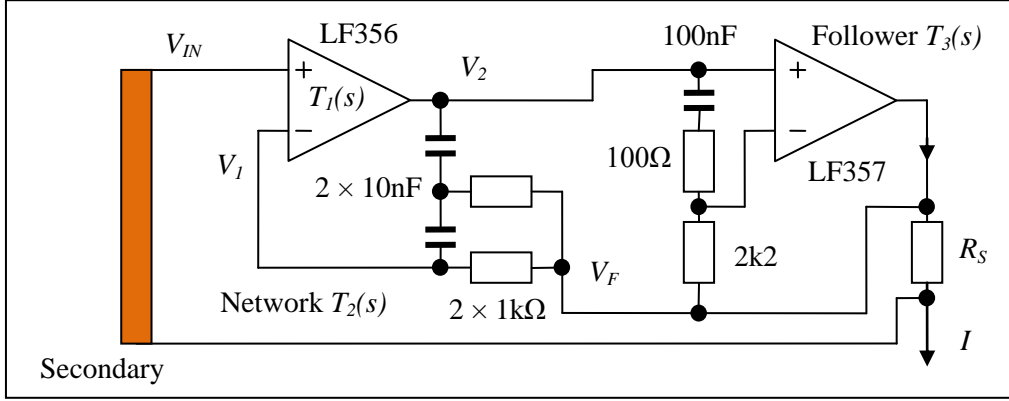 LF356
V_IN
+
T_1(s)
−
V_1
V_2
2 × 10nF
Network T_2(s)
2 × 1kΩ
V_F
100nF
Follower T_3(s)
+
−
100Ω
LF357
2k2
R_S
I
Secondary